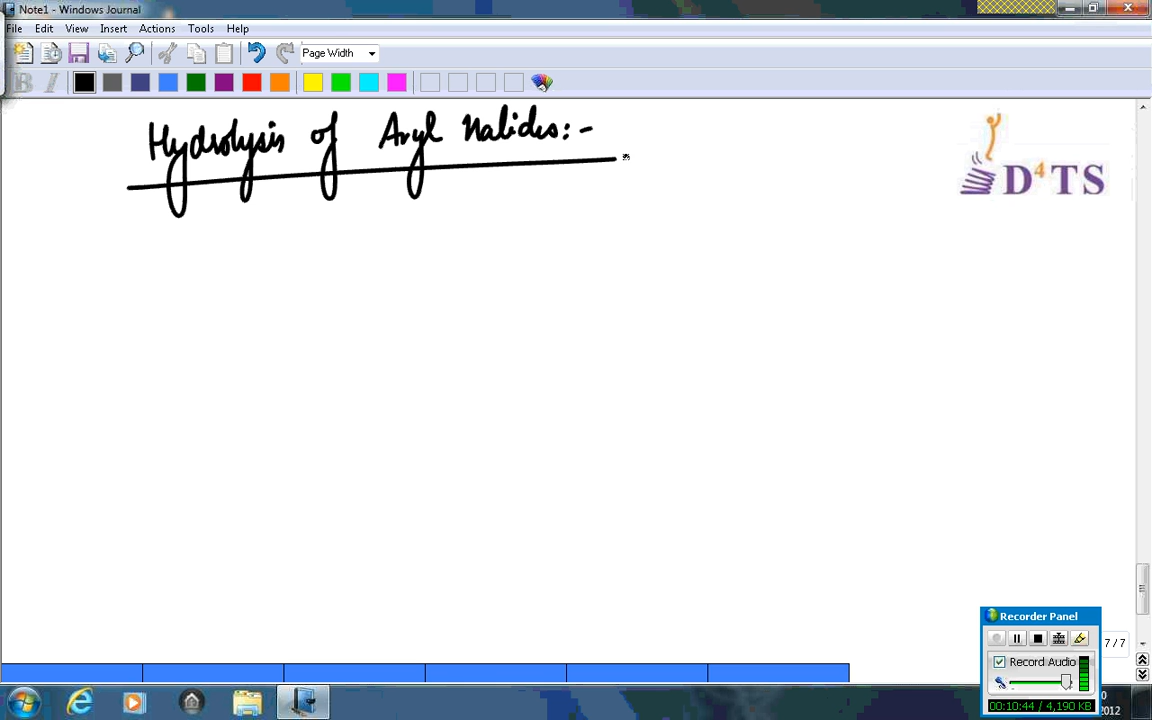 Note1 - Windows Journal
File Edit View Insert Actions Tools Help
Page Width
B I
Hydrolysis of Aryl Halides:-
D4TS
Recorder Panel
Record Audio
7 / 7
00:10:44 / 4,190 KB
2012